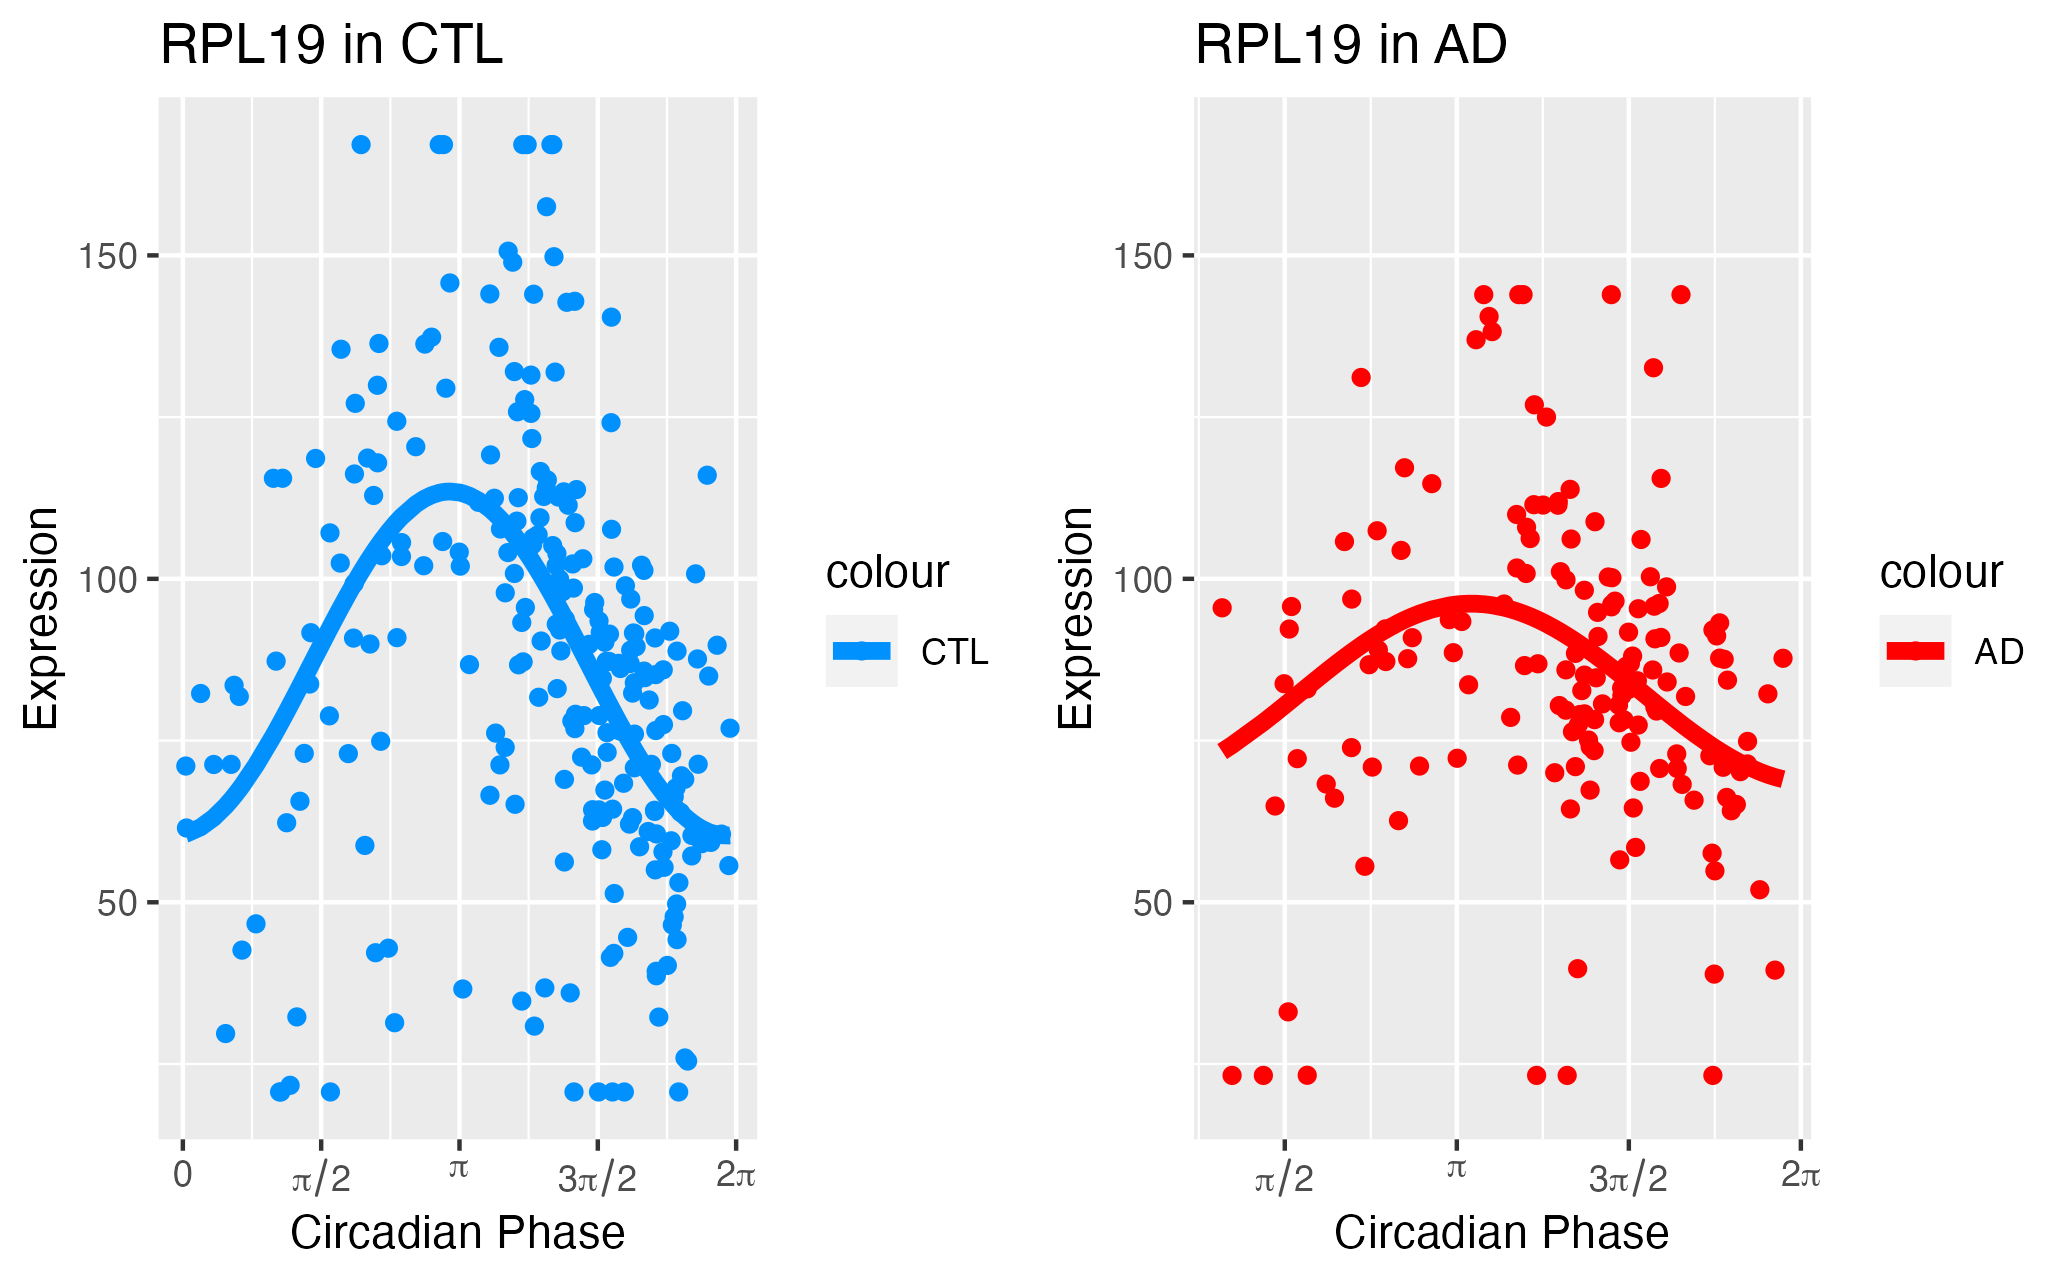 RPL19 in CTL
150
100
50
Expression
0
π/2
π
3π/2
2π
Circadian Phase
colour
CTL
RPL19 in AD
150
100
50
Expression
π/2
π
3π/2
2π
Circadian Phase
colour
AD